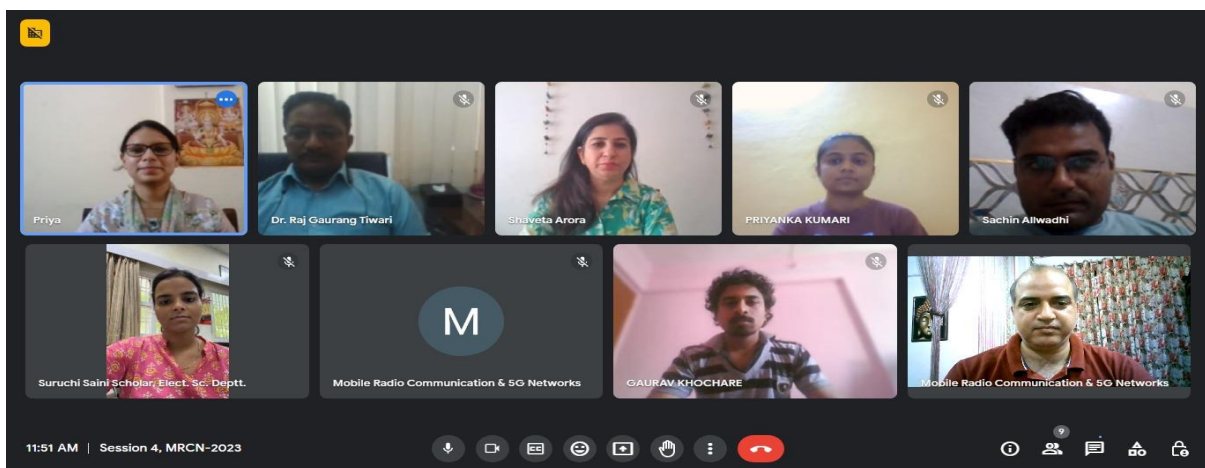 Priya
Dr. Raj Gaurang Tiwari
Shaveta Arora
PRIYANKA KUMARI
Sachin Allwadhi
Suruchi Saini Scholar, Elect. Sc. Deptt.
M
Mobile Radio Communication & 5G Networks
GAURAV KHOCHARE
Mobile Radio Communication & 5G Networks
9
11:51 AM | Session 4, MRCN-2023
CC